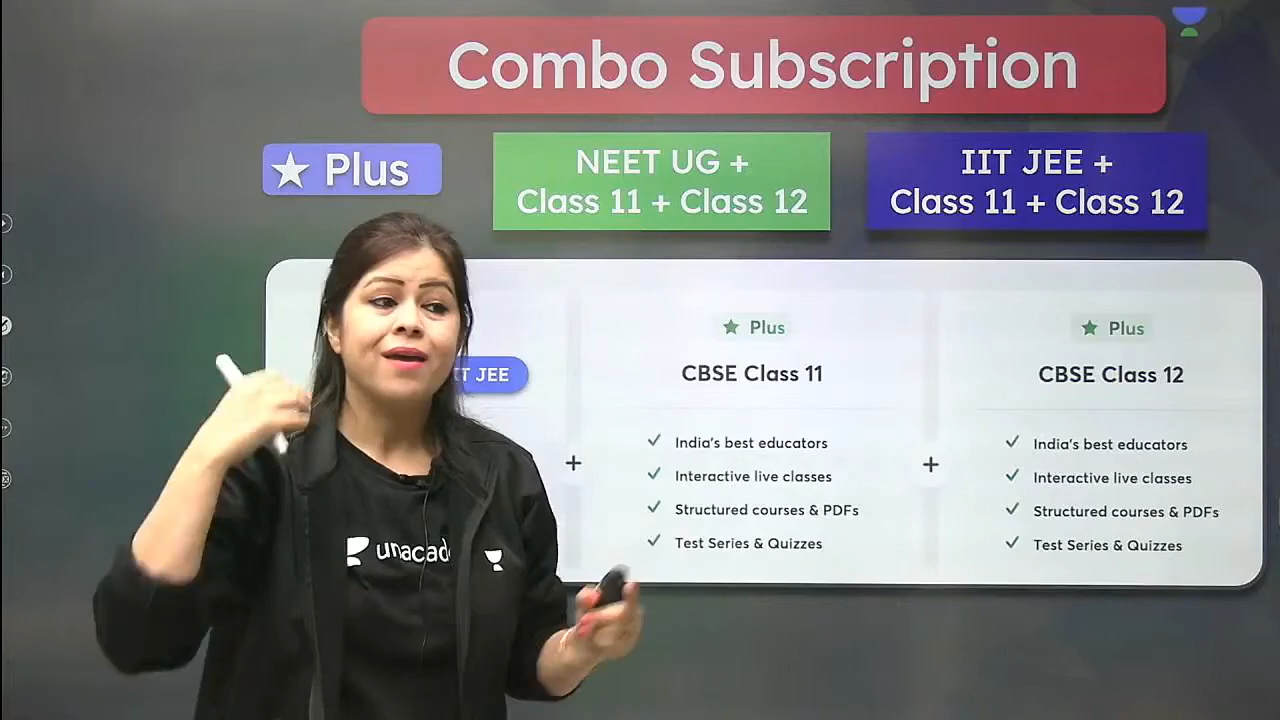 Combo Subscription
★ Plus
NEET UG +
Class 11 + Class 12
IIT JEE +
Class 11 + Class 12
JEE
+
★ Plus
CBSE Class 11
✓ India's best educators
✓ Interactive live classes
✓ Structured courses & PDFs
✓ Test Series & Quizzes
+
★ Plus
CBSE Class 12
✓ India's best educators
✓ Interactive live classes
✓ Structured courses & PDFs
✓ Test Series & Quizzes
unacad